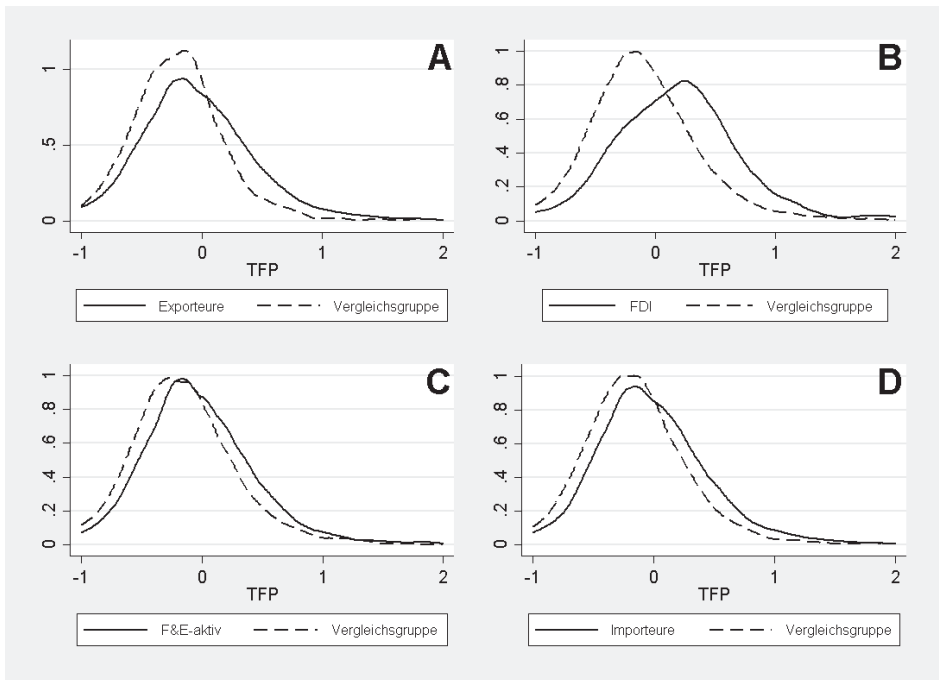 A
1
.5
0
-1 0 1 2
TFP
Exporteure Vergleichsgruppe
B
1
.8
.6
.4
.2
0
-1 0 1 2
TFP
FDI Vergleichsgruppe
C
1
.8
.6
.4
.2
0
-1 0 1 2
TFP
F&E-aktiv Vergleichsgruppe
D
1
.8
.6
.4
.2
0
-1 0 1 2
TFP
Importeure Vergleichsgruppe